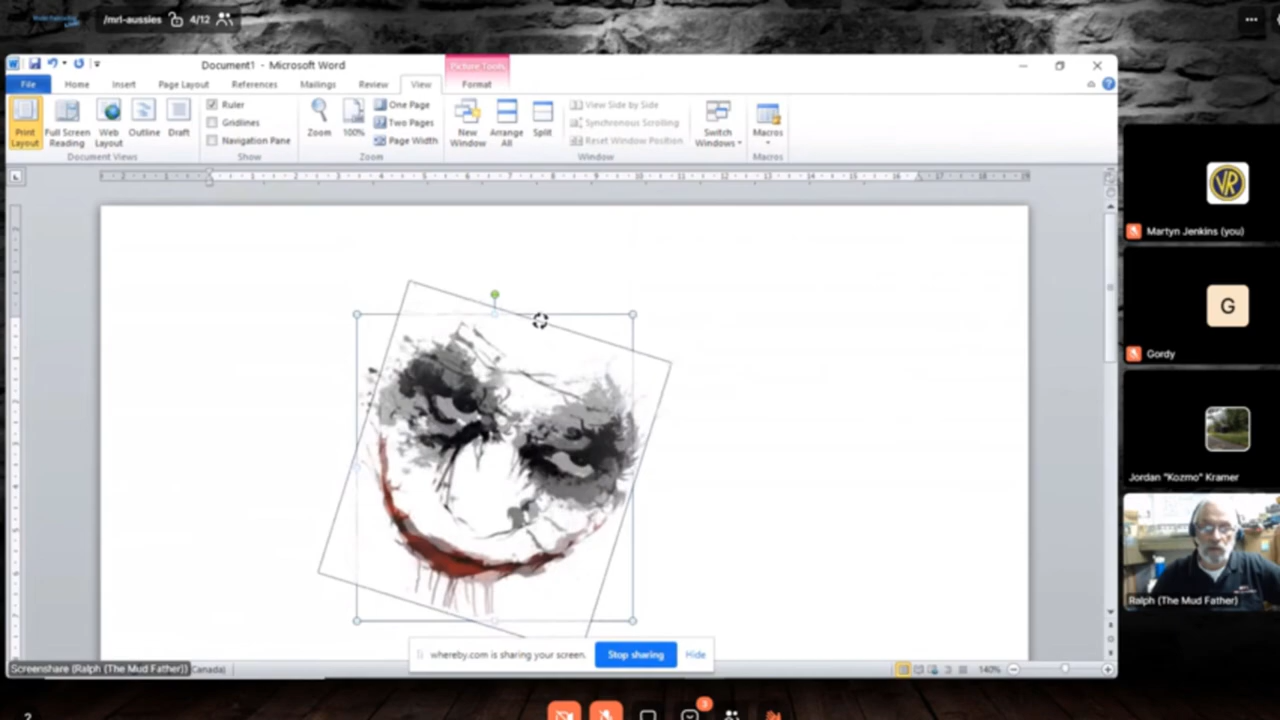 /mrl-aussies 4/12
Document1 - Microsoft Word
Picture Tools
File Home Insert Page Layout References Mailings Review View Format
Print Layout
Full Screen Reading
Web Layout
Outline
Draft
Document Views
Ruler
Gridlines
Navigation Pane
Show
Zoom
100%
One Page
Two Pages
Page Width
Zoom
New Window
Arrange All
Split
View Side by Side
Synchronous Scrolling
Reset Window Position
Window
Switch Windows
Macros
Macros
VR
Martyn Jenkins (you)
G
Gordy
Jordan "Kozmo" Kramer
Ralph (The Mud Father)
whereby.com is sharing your screen.
Stop sharing
Hide
Screenshare (Ralph (The Mud Father))
Canada)
140%
3